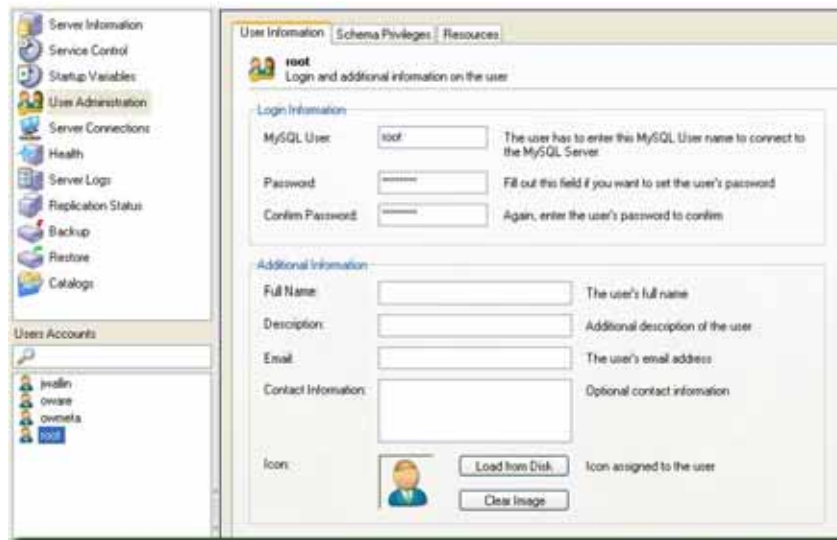 Server Information
Service Control
Startup Variables
User Administration
Server Connections
Health
Server Logs
Replication Status
Backup
Restore
Catalogs
Users Accounts
jwallin
oware
owmeta
root
User Information Schema Privileges Resources
root
Login and additional information on the user
Login Information
MySQL User: root The user has to enter this MySQL User name to connect to
the MySQL Server.
Password: ********* Fill out this field if you want to set the user's password
Confirm Password: ********* Again, enter the user's password to confirm
Additional Information
Full Name: The user's full name
Description: Additional description of the user
Email: The user's email address
Contact Information: Optional contact information
Icon: Load from Disk Icon assigned to the user
Clear Image